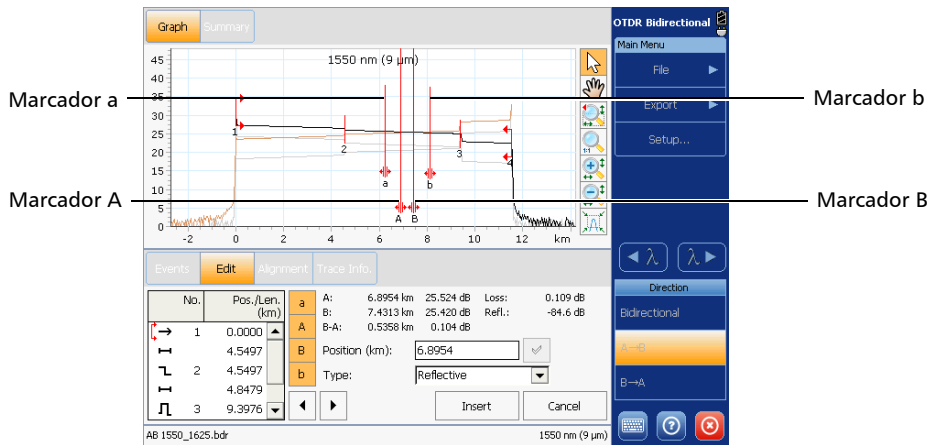 Graph Summary
OTDR Bidirectional
Main Menu
File
Export
Setup...
1550 nm (9 µm)
45
40
35
30
25
20
15
10
5
0
-2 0 2 4 6 8 10 12 km
1
2
3
4
a
b
A B
Marcador a
Marcador b
Marcador A
Marcador B
λ λ
Direction
Bidirectional
A→B
B→A
Events Edit Alignment Trace Info.
No. Pos./Len. (km)
1 0.0000
4.5497
2 4.5497
4.8479
3 9.3976
a
A
B
b
A: 6.8954 km 25.524 dB Loss: 0.109 dB
B: 7.4313 km 25.420 dB Refl.: -84.6 dB
B-A: 0.5358 km 0.104 dB
Position (km): 6.8954
Type: Reflective
Insert Cancel
AB 1550_1625.bdr
1550 nm (9 µm)